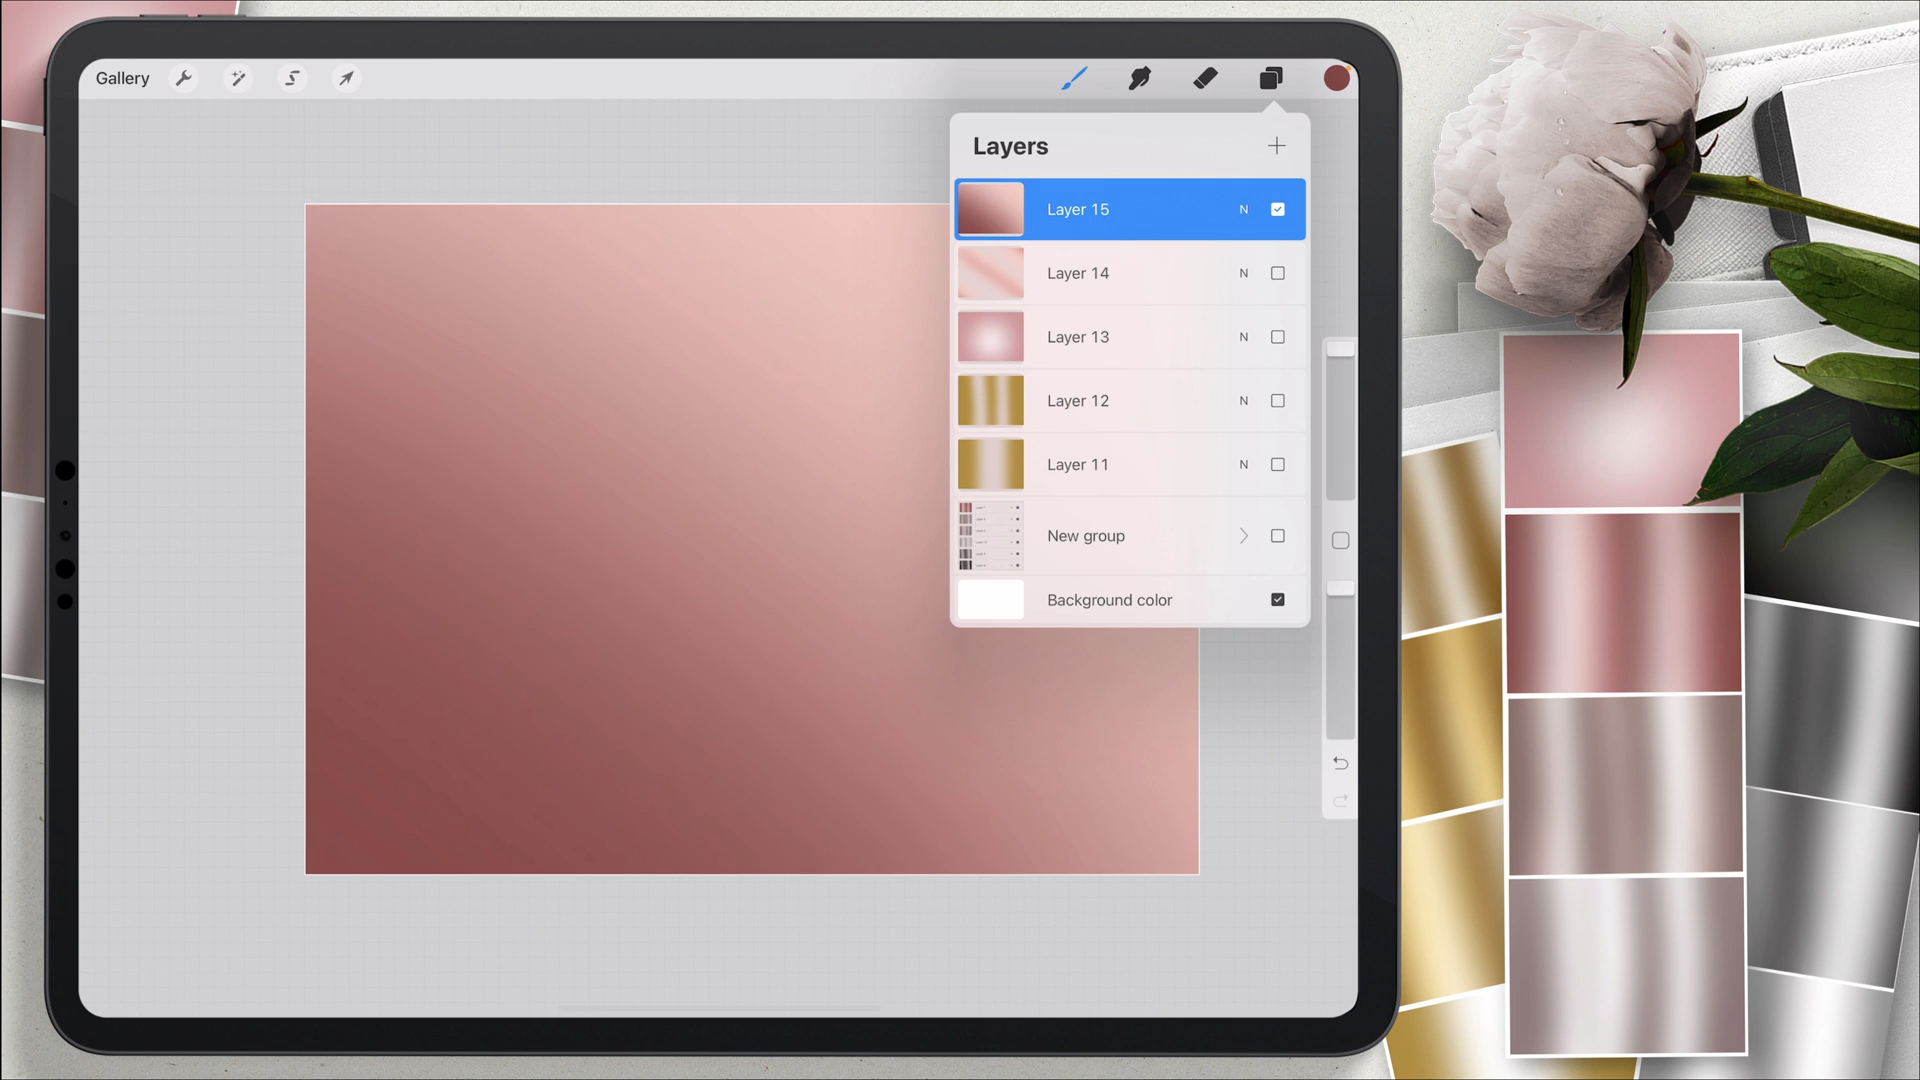 Gallery
Layers
Layer 15 N
Layer 14 N
Layer 13 N
Layer 12 N
Layer 11 N
New group
Background color